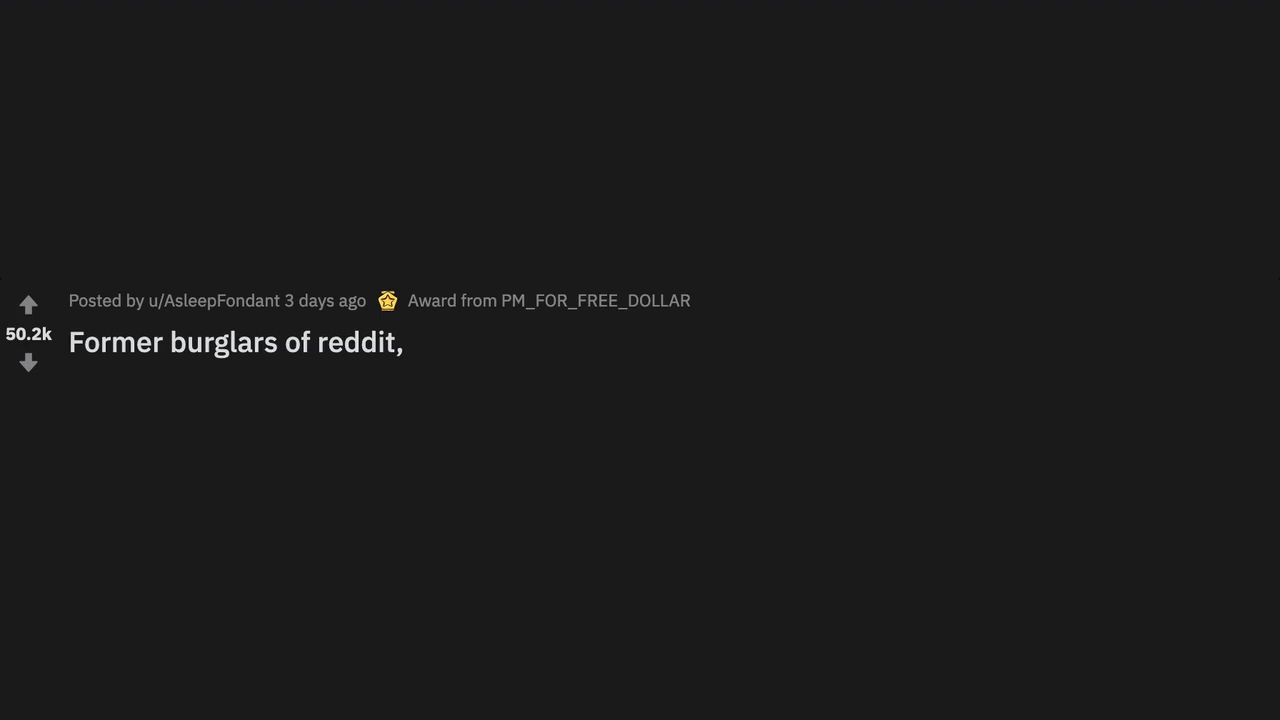 Posted by u/AsleepFondant 3 days ago Award from PM_FOR_FREE_DOLLAR
50.2k
Former burglars of reddit,